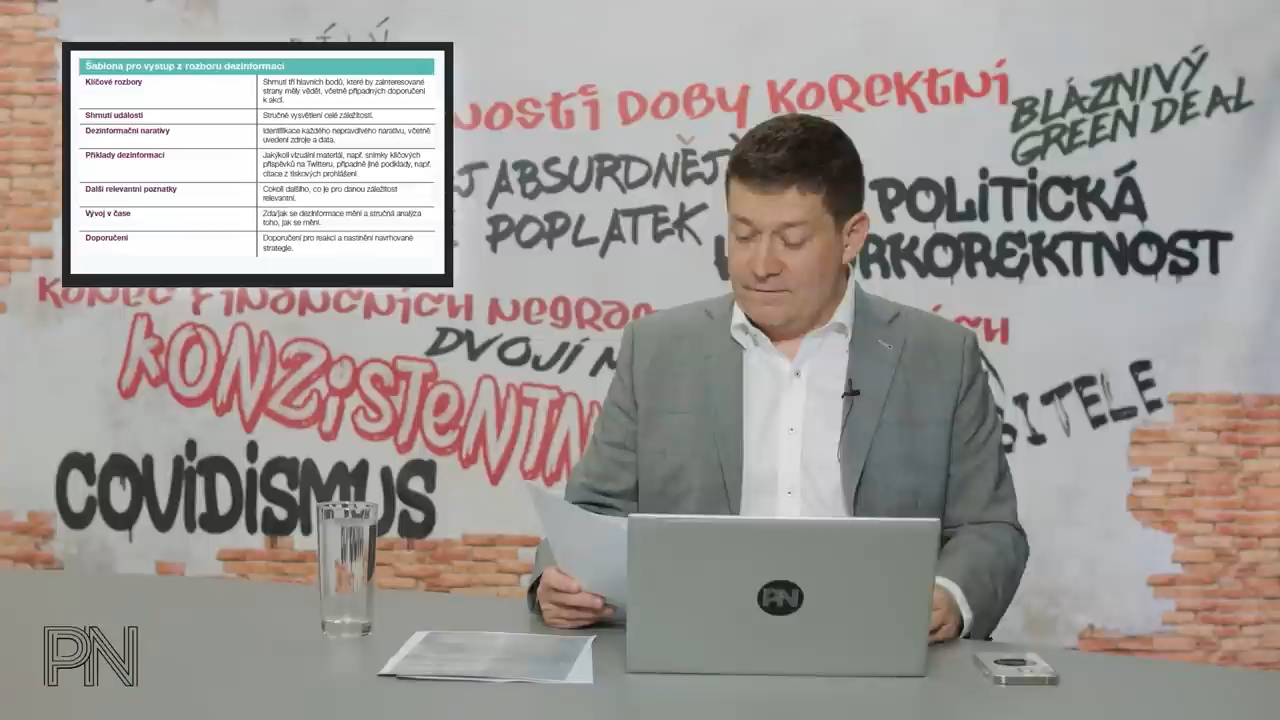 Šablona pro výstup z rozboru dezinformací
Klíčové rozbory
Shrnutí tří hlavních bodů, které by zainteresované
strany měly vědět, včetně případných doporučení
k akci.
Shrnutí události
Stručné vysvětlení celé záležitosti.
Dezinformační narativy
Identifikace každého nepravdivého narativu, včetně
uvedení zdroje a data.
Příklady dezinformací
Jakýkoli vizuální materiál, např. snímky klíčových
příspěvků na Twitteru, případně jiné podklady, např.
citace z tiskových prohlášení.
Další relevantní poznatky
Cokoli dalšího, co je pro danou záležitost
relevantní.
Vývoj v čase
Zda/jak se dezinformace mění a stručná analýza
toho, jak se mění.
Doporučení
Doporučení pro reakci a nastínění navrhované
strategie.
NOSTÍ DOBY KOREKTNÍ
BLÁZNIVÝ
GREEN DEAL
J ABSURDNĚJ
POPLATEK
POLITICKÁ
RKOREKTNOST
KONEC FINANČNÍCH NEGRAM
DVOJÍ
KONZISTENTN
SITELE
COVIDISMUS
PN
PN